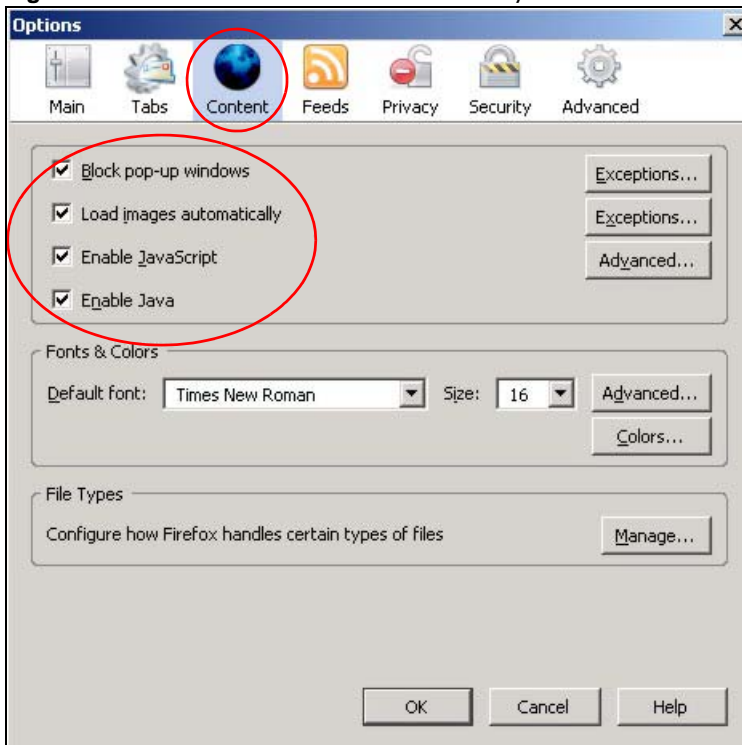 Options
Main Tabs Content Feeds Privacy Security Advanced
Block pop-up windows Exceptions...
Load images automatically Exceptions...
Enable JavaScript Advanced...
Enable Java
Fonts & Colors
Default font: Times New Roman Size: 16 Advanced...
Colors...
File Types
Configure how Firefox handles certain types of files Manage...
OK Cancel Help